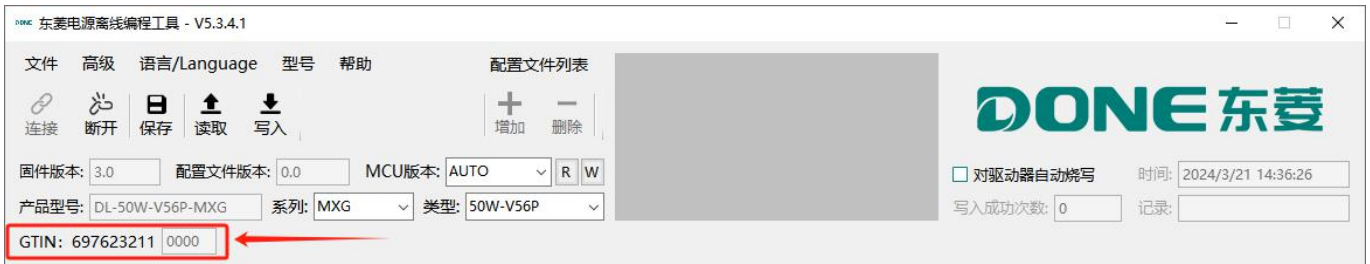 DONE 东菱电源离线编程工具 - V5.3.4.1
文件 高级 语言/Language 型号 帮助 配置文件列表
连接 断开 保存 读取 写入 增加 删除
DONE东菱
固件版本: 3.0 配置文件版本: 0.0 MCU版本: AUTO R W 对驱动器自动烧写 时间: 2024/3/21 14:36:26
产品型号: DL-50W-V56P-MXG 系列: MXG 类型: 50W-V56P 写入成功次数: 0 记录:
GTIN: 697623211 0000